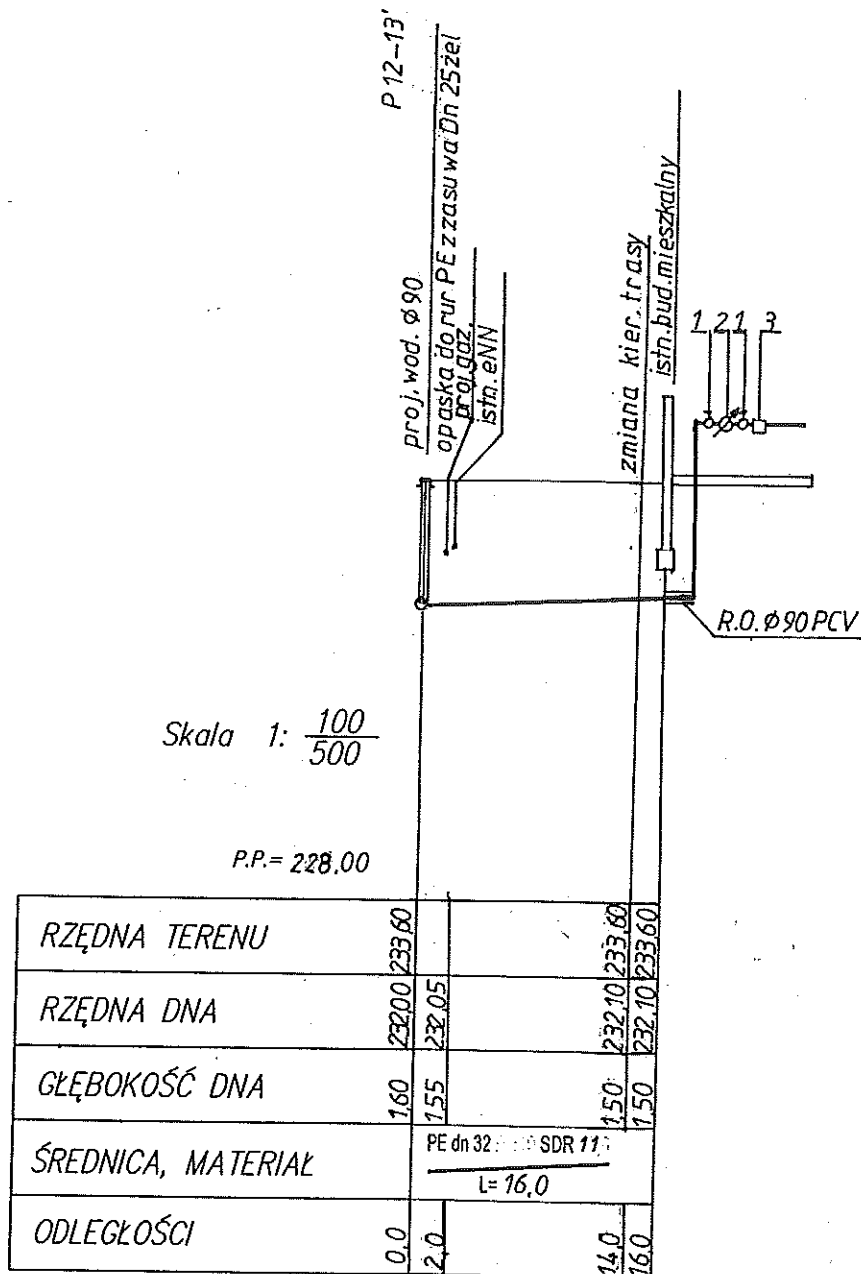 P12-13'
proj. wod. ø90
opaska do rur PE z zasuwa Dn 25 żel
proj. gaz.
istn. eNN
zmiana kier. trasy
istn. bud. mieszkalny
1 2 1 3
R.O. ø90 PCV
Skala 1: 100
500
P.P.= 228.00
RZĘDNA TERENU 233,60 233,60 233,60
RZĘDNA DNA 232,00 232,05 232,10 232,10
GŁĘBOKOŚĆ DNA 1,60 1,55 1,50 1,50
ŚREDNICA, MATERIAŁ PE dn 32 SDR 11
L= 16,0
ODLEGŁOŚCI 0,0 2,0 14,0 16,0